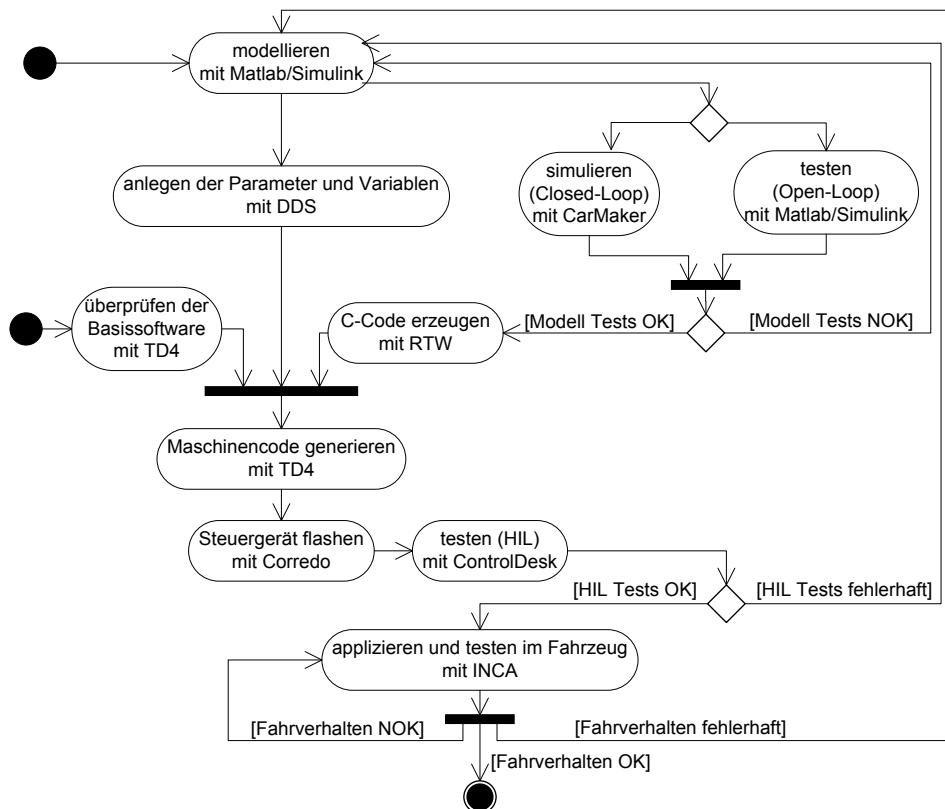 modellieren
mit Matlab/Simulink
anlegen der Parameter und Variablen
mit DDS
simulieren
(Closed-Loop)
mit CarMaker
testen
(Open-Loop)
mit Matlab/Simulink
überprüfen der
Basissoftware
mit TD4
C-Code erzeugen
mit RTW
[Modell Tests OK]
[Modell Tests NOK]
Maschinencode generieren
mit TD4
Steuergerät flashen
mit Corredo
testen (HIL)
mit ControlDesk
[HIL Tests OK]
[HIL Tests fehlerhaft]
applizieren und testen im Fahrzeug
mit INCA
[Fahrverhalten NOK]
[Fahrverhalten fehlerhaft]
[Fahrverhalten OK]